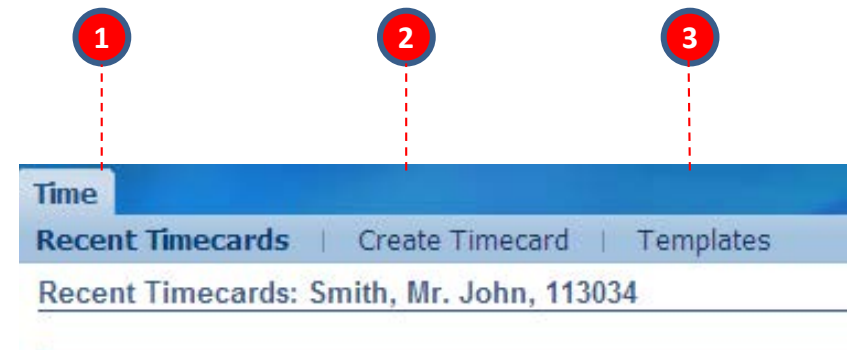 1 2 3
Time
Recent Timecards | Create Timecard | Templates
Recent Timecards: Smith, Mr. John, 113034